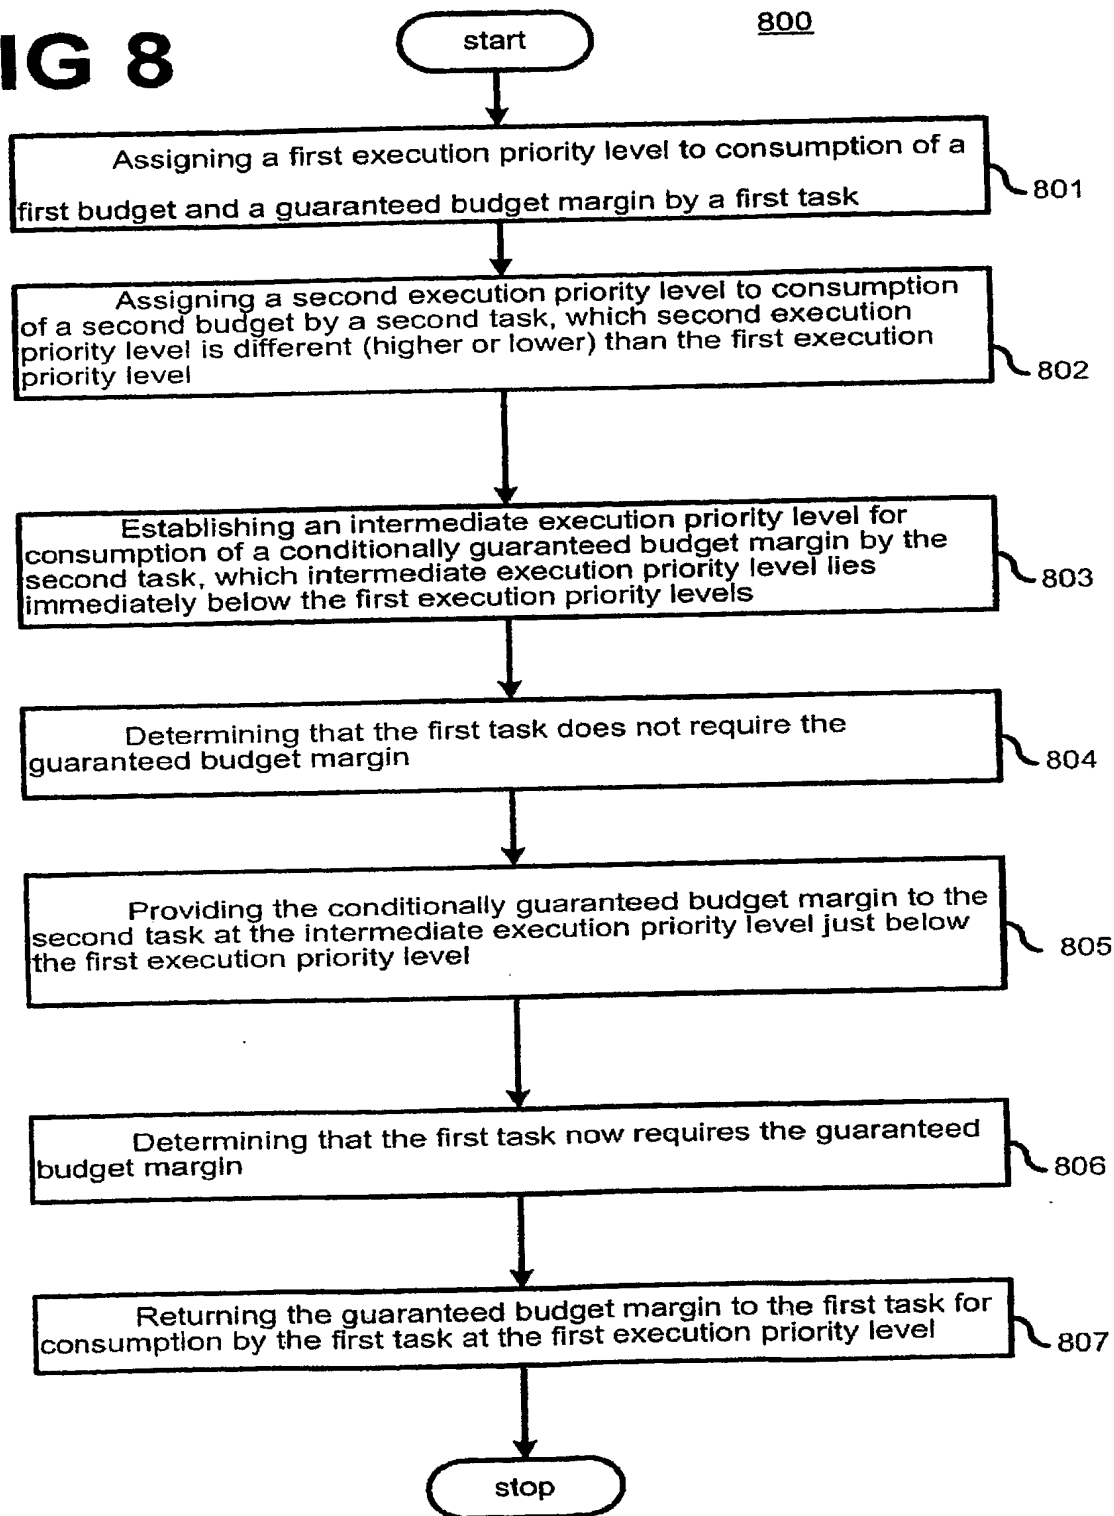 IG 8
800
start
Assigning a first execution priority level to consumption of a
first budget and a guaranteed budget margin by a first task
801
Assigning a second execution priority level to consumption
of a second budget by a second task, which second execution
priority level is different (higher or lower) than the first execution
priority level
802
Establishing an intermediate execution priority level for
consumption of a conditionally guaranteed budget margin by the
second task, which intermediate execution priority level lies
immediately below the first execution priority levels
803
Determining that the first task does not require the
guaranteed budget margin
804
Providing the conditionally guaranteed budget margin to the
second task at the intermediate execution priority level just below
the first execution priority level
805
Determining that the first task now requires the guaranteed
budget margin
806
Returning the guaranteed budget margin to the first task for
consumption by the first task at the first execution priority level
807
stop